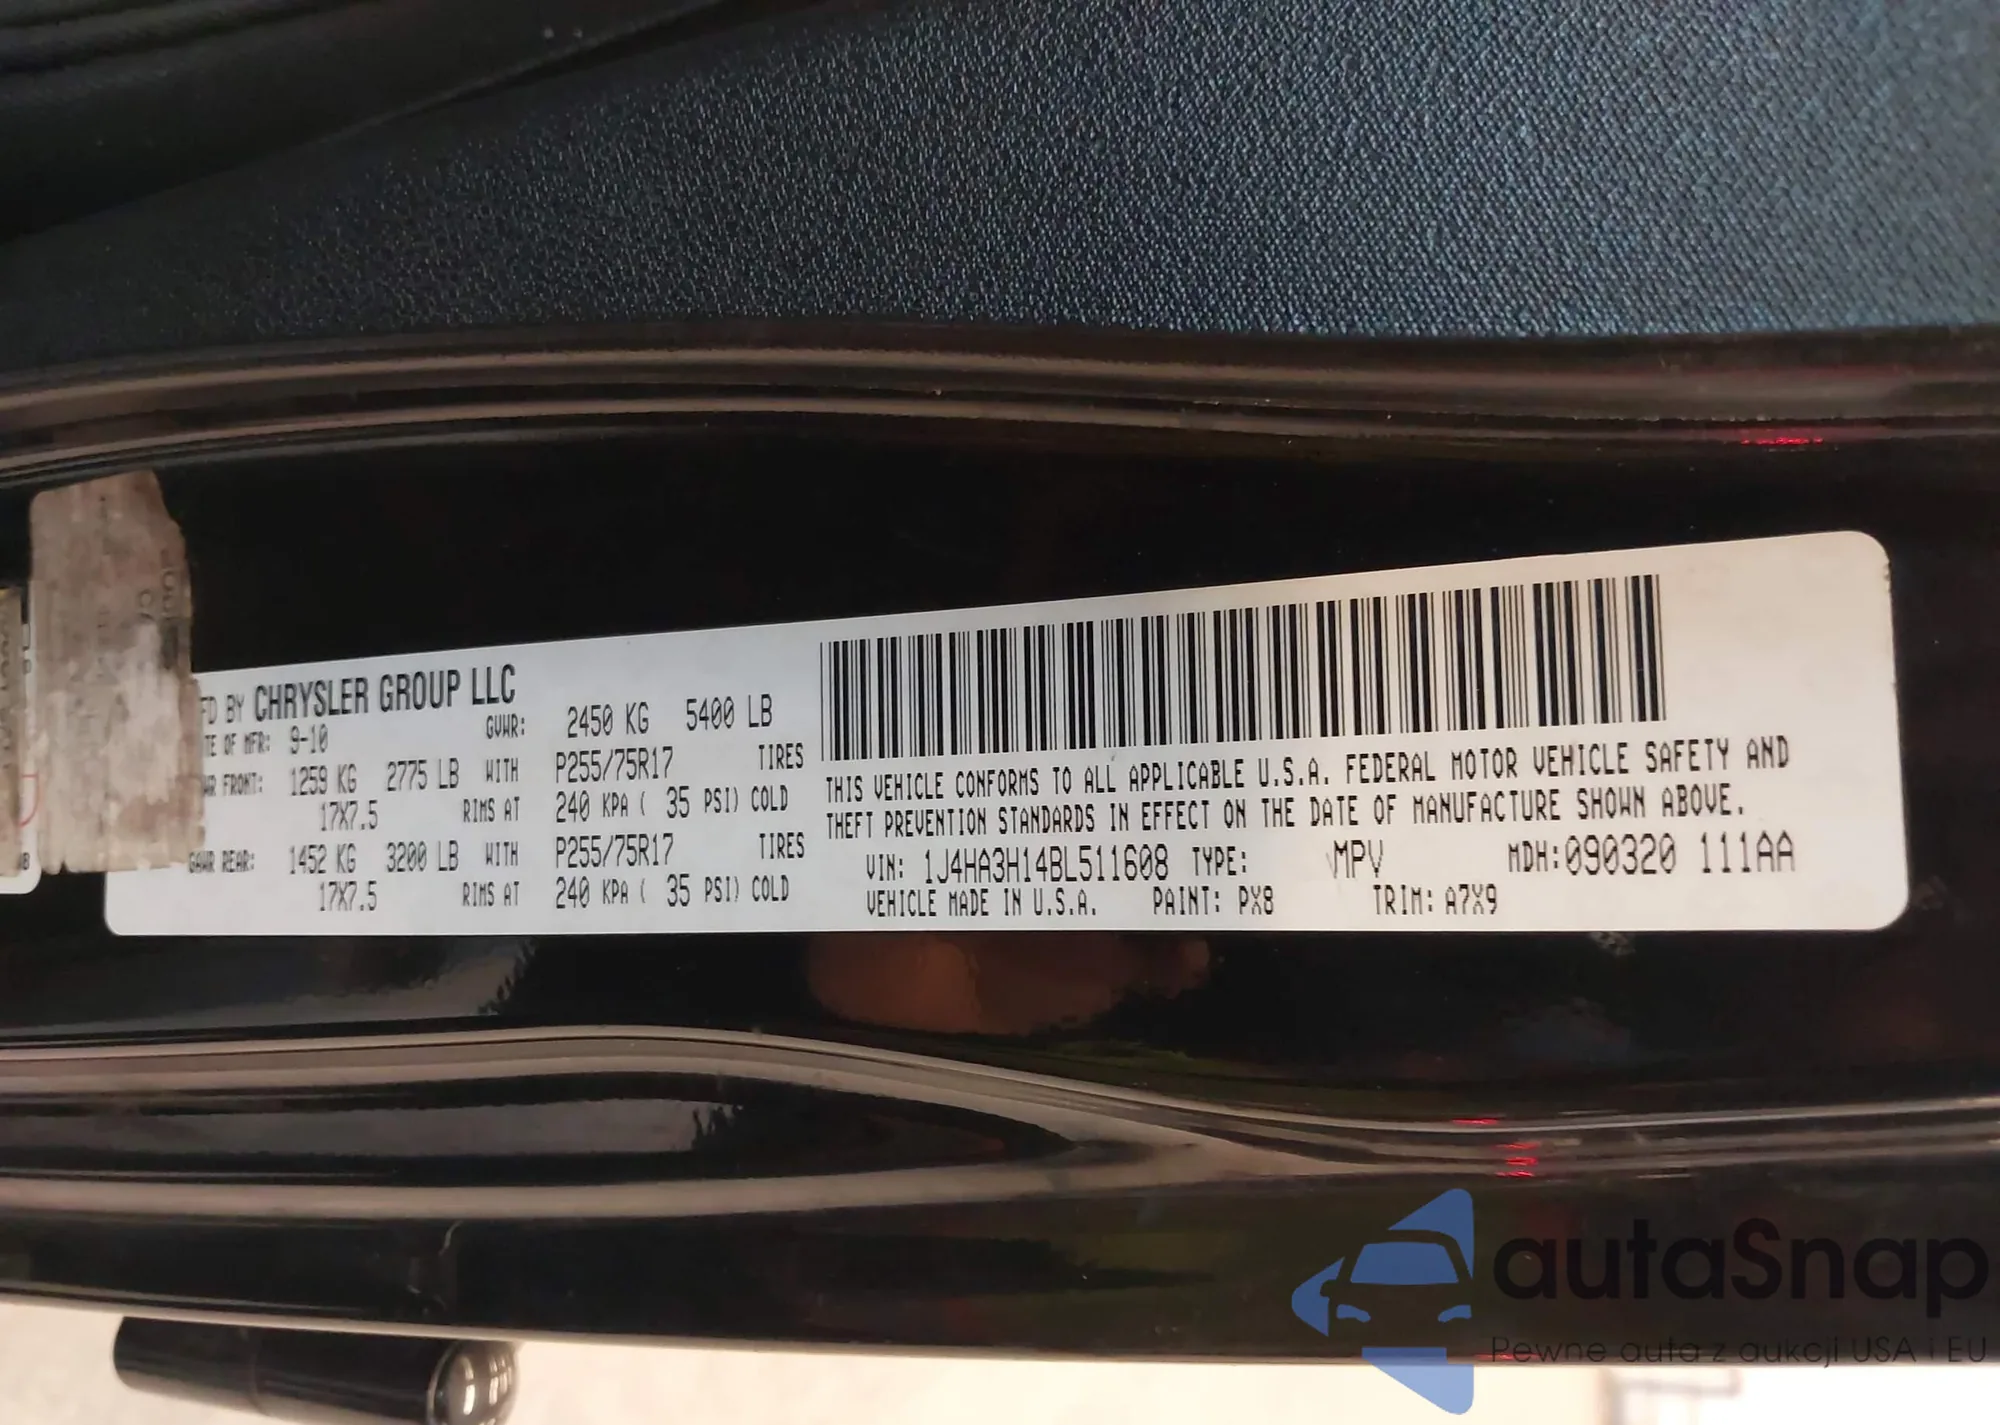 FD BY CHRYSLER GROUP LLC
TE OF MFR: 9-10 GVWR: 2450 KG 5400 LB
WR FRONT: 1259 KG 2775 LB WITH P255/75R17 TIRES
17X7.5 RIMS AT 240 KPA ( 35 PSI) COLD
GAWR REAR: 1452 KG 3200 LB WITH P255/75R17 TIRES
17X7.5 RIMS AT 240 KPA ( 35 PSI) COLD
THIS VEHICLE CONFORMS TO ALL APPLICABLE U.S.A. FEDERAL MOTOR VEHICLE SAFETY AND
THEFT PREVENTION STANDARDS IN EFFECT ON THE DATE OF MANUFACTURE SHOWN ABOVE.
VIN: 1J4HA3H14BL511608 TYPE: MPV MDH:090320 111AA
VEHICLE MADE IN U.S.A. PAINT: PX8 TRIM: A7X9
autaSnap
Pewne auta z aukcji USA i EU